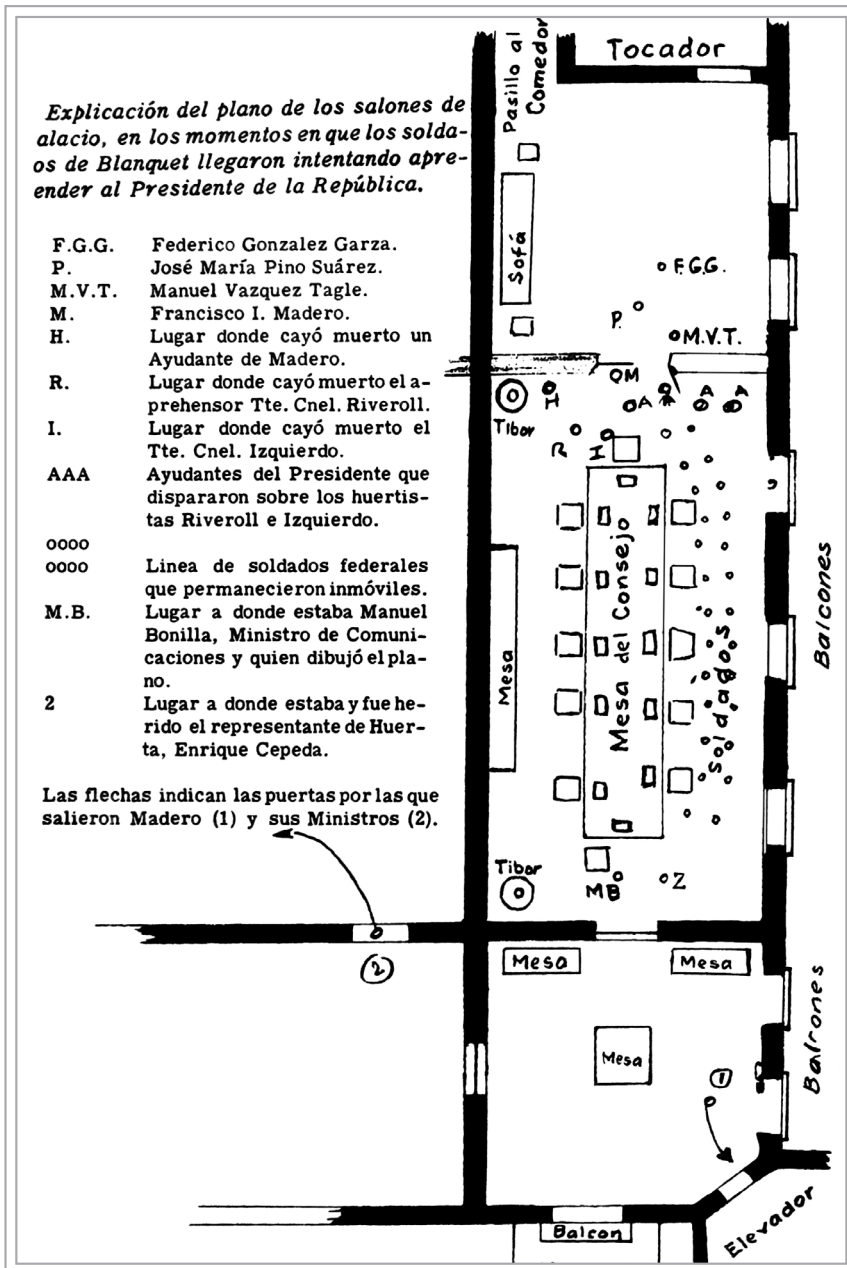 Explicación del plano de los salones de
alacio, en los momentos en que los solda-
os de Blanquet llegaron intentando apre-
ender al Presidente de la República.
F.G.G. Federico Gonzalez Garza.
P. José María Pino Suárez.
M.V.T. Manuel Vazquez Tagle.
M. Francisco I. Madero.
H. Lugar donde cayó muerto un
Ayudante de Madero.
R. Lugar donde cayó muerto el a-
prehensor Tte. Cnel. Riveroll.
I. Lugar donde cayó muerto el
Tte. Cnel. Izquierdo.
AAA Ayudantes del Presidente que
dispararon sobre los huertis-
tas Riveroll e Izquierdo.
oooo
oooo Linea de soldados federales
que permanecieron inmóviles.
M.B. Lugar a donde estaba Manuel
Bonilla, Ministro de Comuni-
caciones y quien dibujó el pla-
no.
2 Lugar a donde estaba y fue he-
rido el representante de Huer-
ta, Enrique Cepeda.
Las flechas indican las puertas por las que
salieron Madero (1) y sus Ministros (2).
Pasillo al
Comedor
Tocador
Sofá
F.G.G.
P.
M.V.T.
M
H
A
A
A
Tibor
R
I
Mesa del Consejo
Mesa
Soldados
Balcones
Tibor
MB
Z
2
Mesa
Mesa
Mesa
Balrones
1
Balcon
Elevador